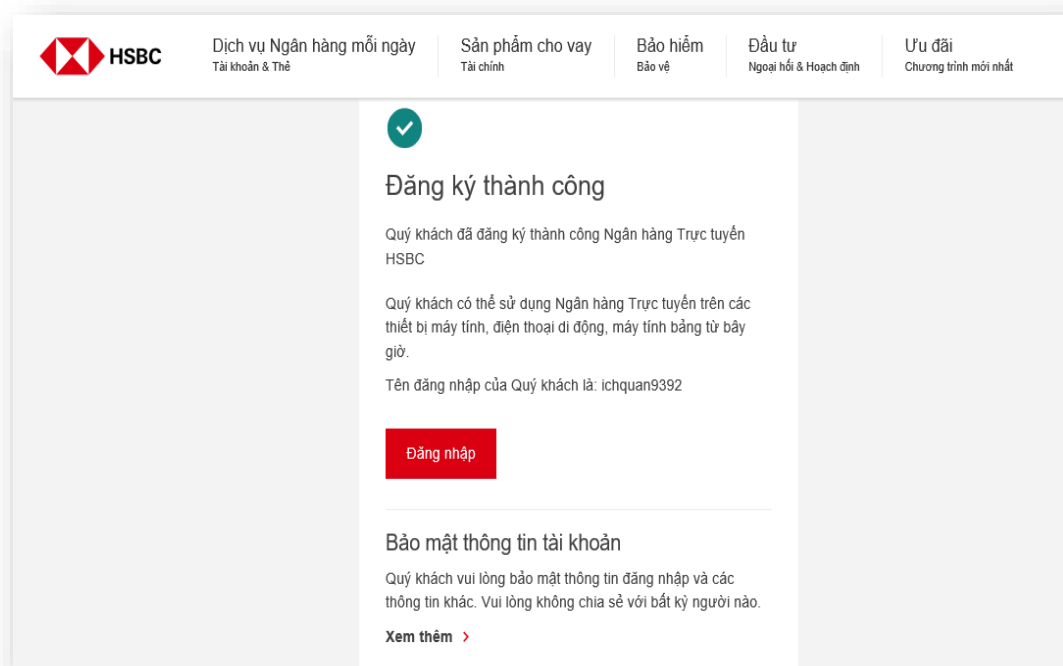 HSBC
Dịch vụ Ngân hàng mỗi ngày
Tài khoản & Thẻ
Sản phẩm cho vay
Tài chính
Bảo hiểm
Bảo vệ
Đầu tư
Ngoại hối & Hoạch định
Ưu đãi
Chương trình mới nhất
Đăng ký thành công
Quý khách đã đăng ký thành công Ngân hàng Trực tuyến
HSBC
Quý khách có thể sử dụng Ngân hàng Trực tuyến trên các
thiết bị máy tính, điện thoại di động, máy tính bảng từ bây
giờ.
Tên đăng nhập của Quý khách là: ichquan9392
Đăng nhập
Bảo mật thông tin tài khoản
Quý khách vui lòng bảo mật thông tin đăng nhập và các
thông tin khác. Vui lòng không chia sẻ với bất kỳ người nào.
Xem thêm